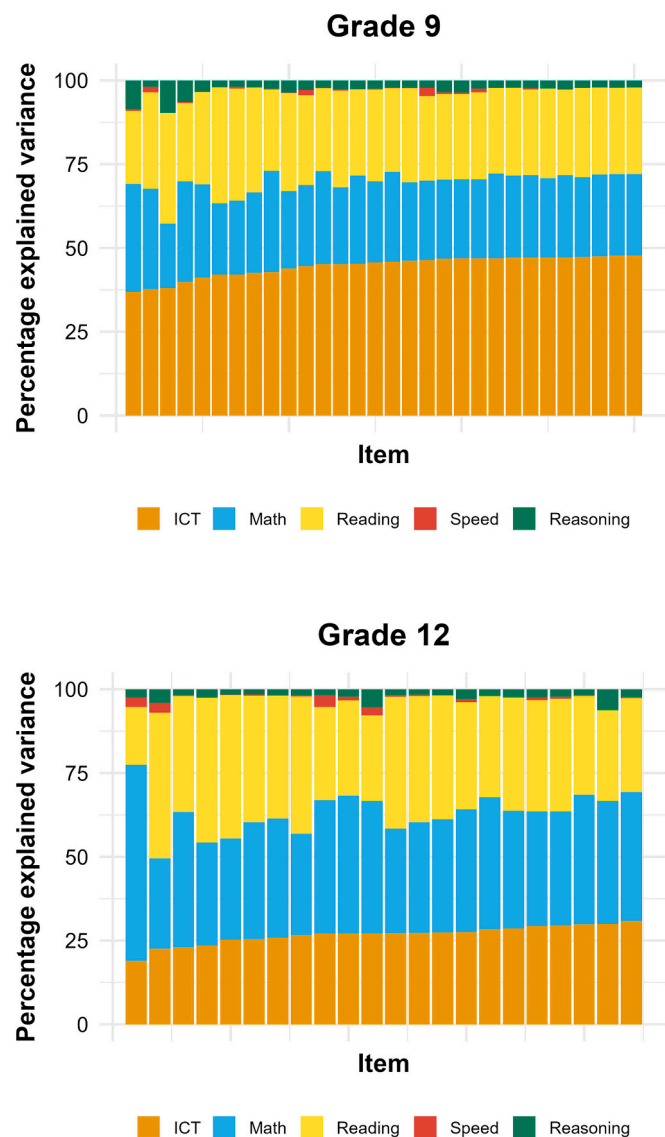 Grade 9
Percentage explained variance
100
75
50
25
0
Item
ICT Math Reading Speed Reasoning
Grade 12
Percentage explained variance
100
75
50
25
0
Item
ICT Math Reading Speed Reasoning